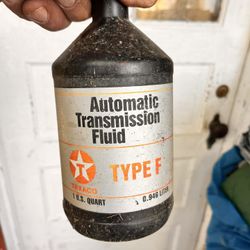 Automatic
Transmission
Fluid
T
TEXACO
TYPE F
1 U.S. QUART
0.946 LITER